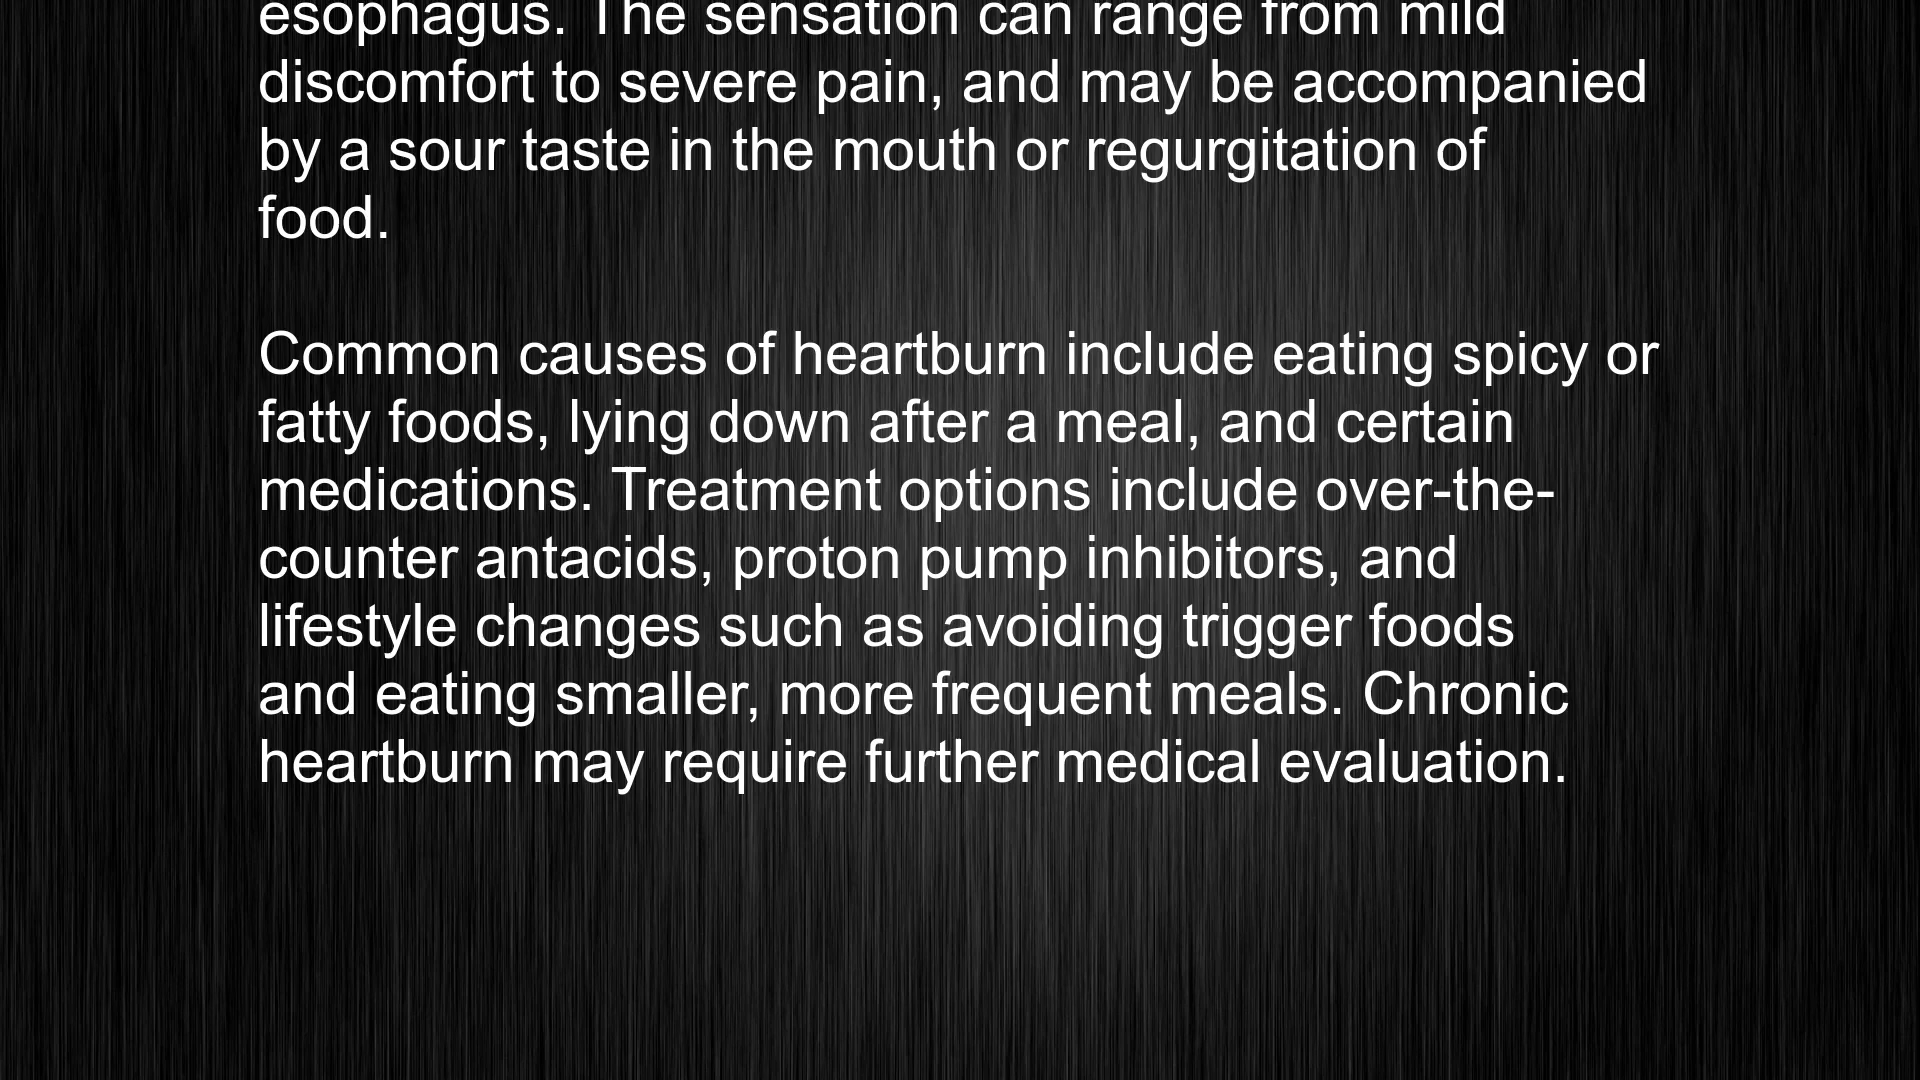 esophagus. The sensation can range from mild
discomfort to severe pain, and may be accompanied
by a sour taste in the mouth or regurgitation of
food.
Common causes of heartburn include eating spicy or
fatty foods, lying down after a meal, and certain
medications. Treatment options include over-the-
counter antacids, proton pump inhibitors, and
lifestyle changes such as avoiding trigger foods
and eating smaller, more frequent meals. Chronic
heartburn may require further medical evaluation.